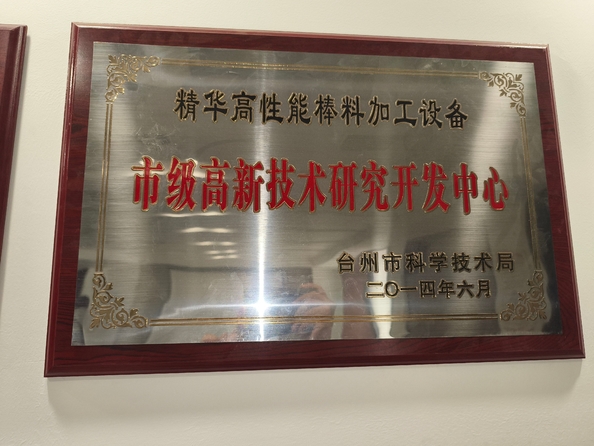 精华高性能棒料加工设备
市级高新技术研究开发中心
台州市科学技术局
二〇一四年六月